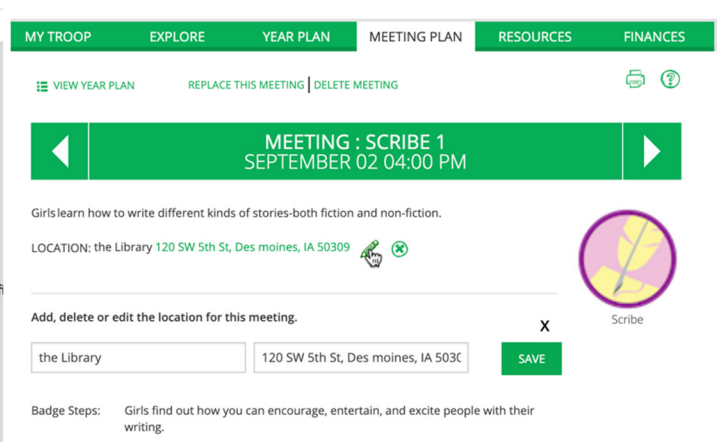 MY TROOP EXPLORE YEAR PLAN MEETING PLAN RESOURCES FINANCES
VIEW YEAR PLAN REPLACE THIS MEETING | DELETE MEETING
MEETING : SCRIBE 1
SEPTEMBER 02 04:00 PM
Girls learn how to write different kinds of stories-both fiction and non-fiction.
LOCATION: the Library 120 SW 5th St, Des moines, IA 50309
Scribe
Add, delete or edit the location for this meeting.
X
the Library 120 SW 5th St, Des moines, IA 5030 SAVE
Badge Steps: Girls find out how you can encourage, entertain, and excite people with their
writing.